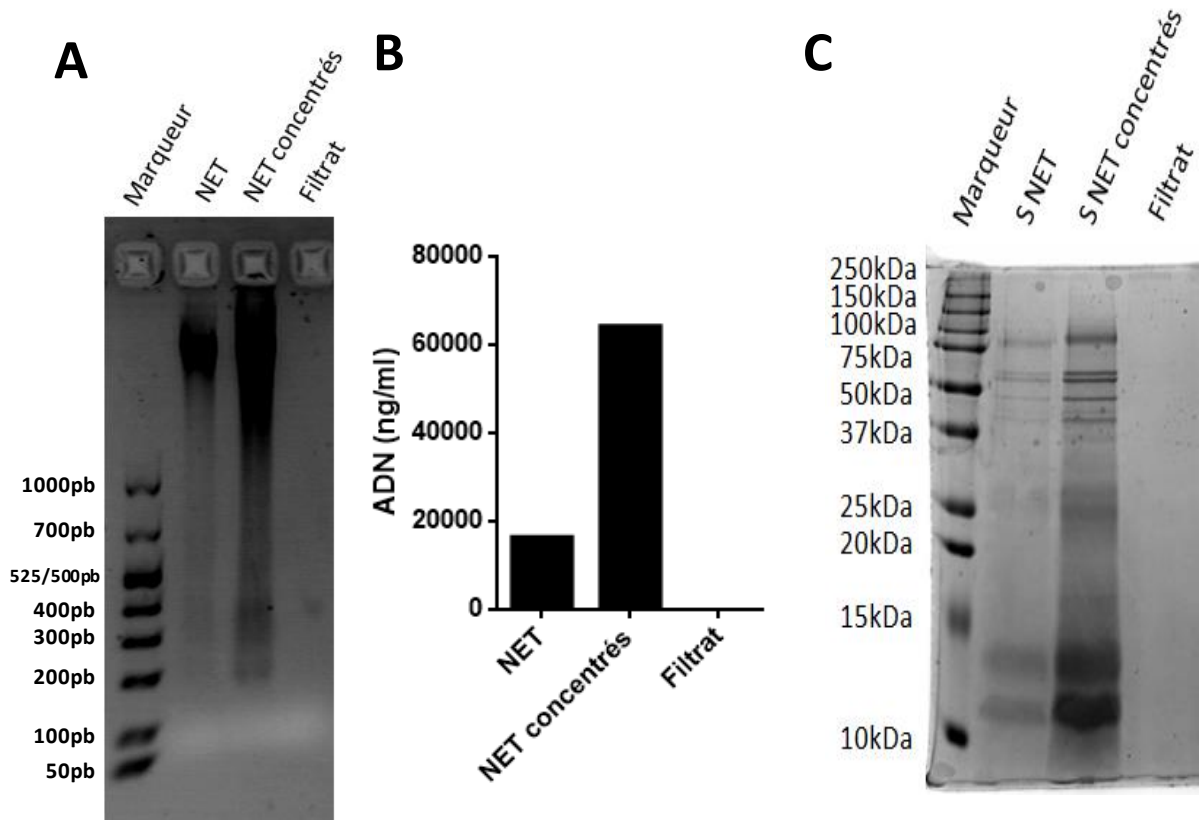 A
Marqueur
NET
NET concentrés
Filtrat
1000pb
700pb
525/500pb
400pb
300pb
200pb
100pb
50pb
B
ADN (ng/ml)
80000
60000
40000
20000
0
NET
NET concentrés
Filtrat
C
Marqueur
S NET
S NET concentrés
Filtrat
250kDa
150kDa
100kDa
75kDa
50kDa
37kDa
25kDa
20kDa
15kDa
10kDa